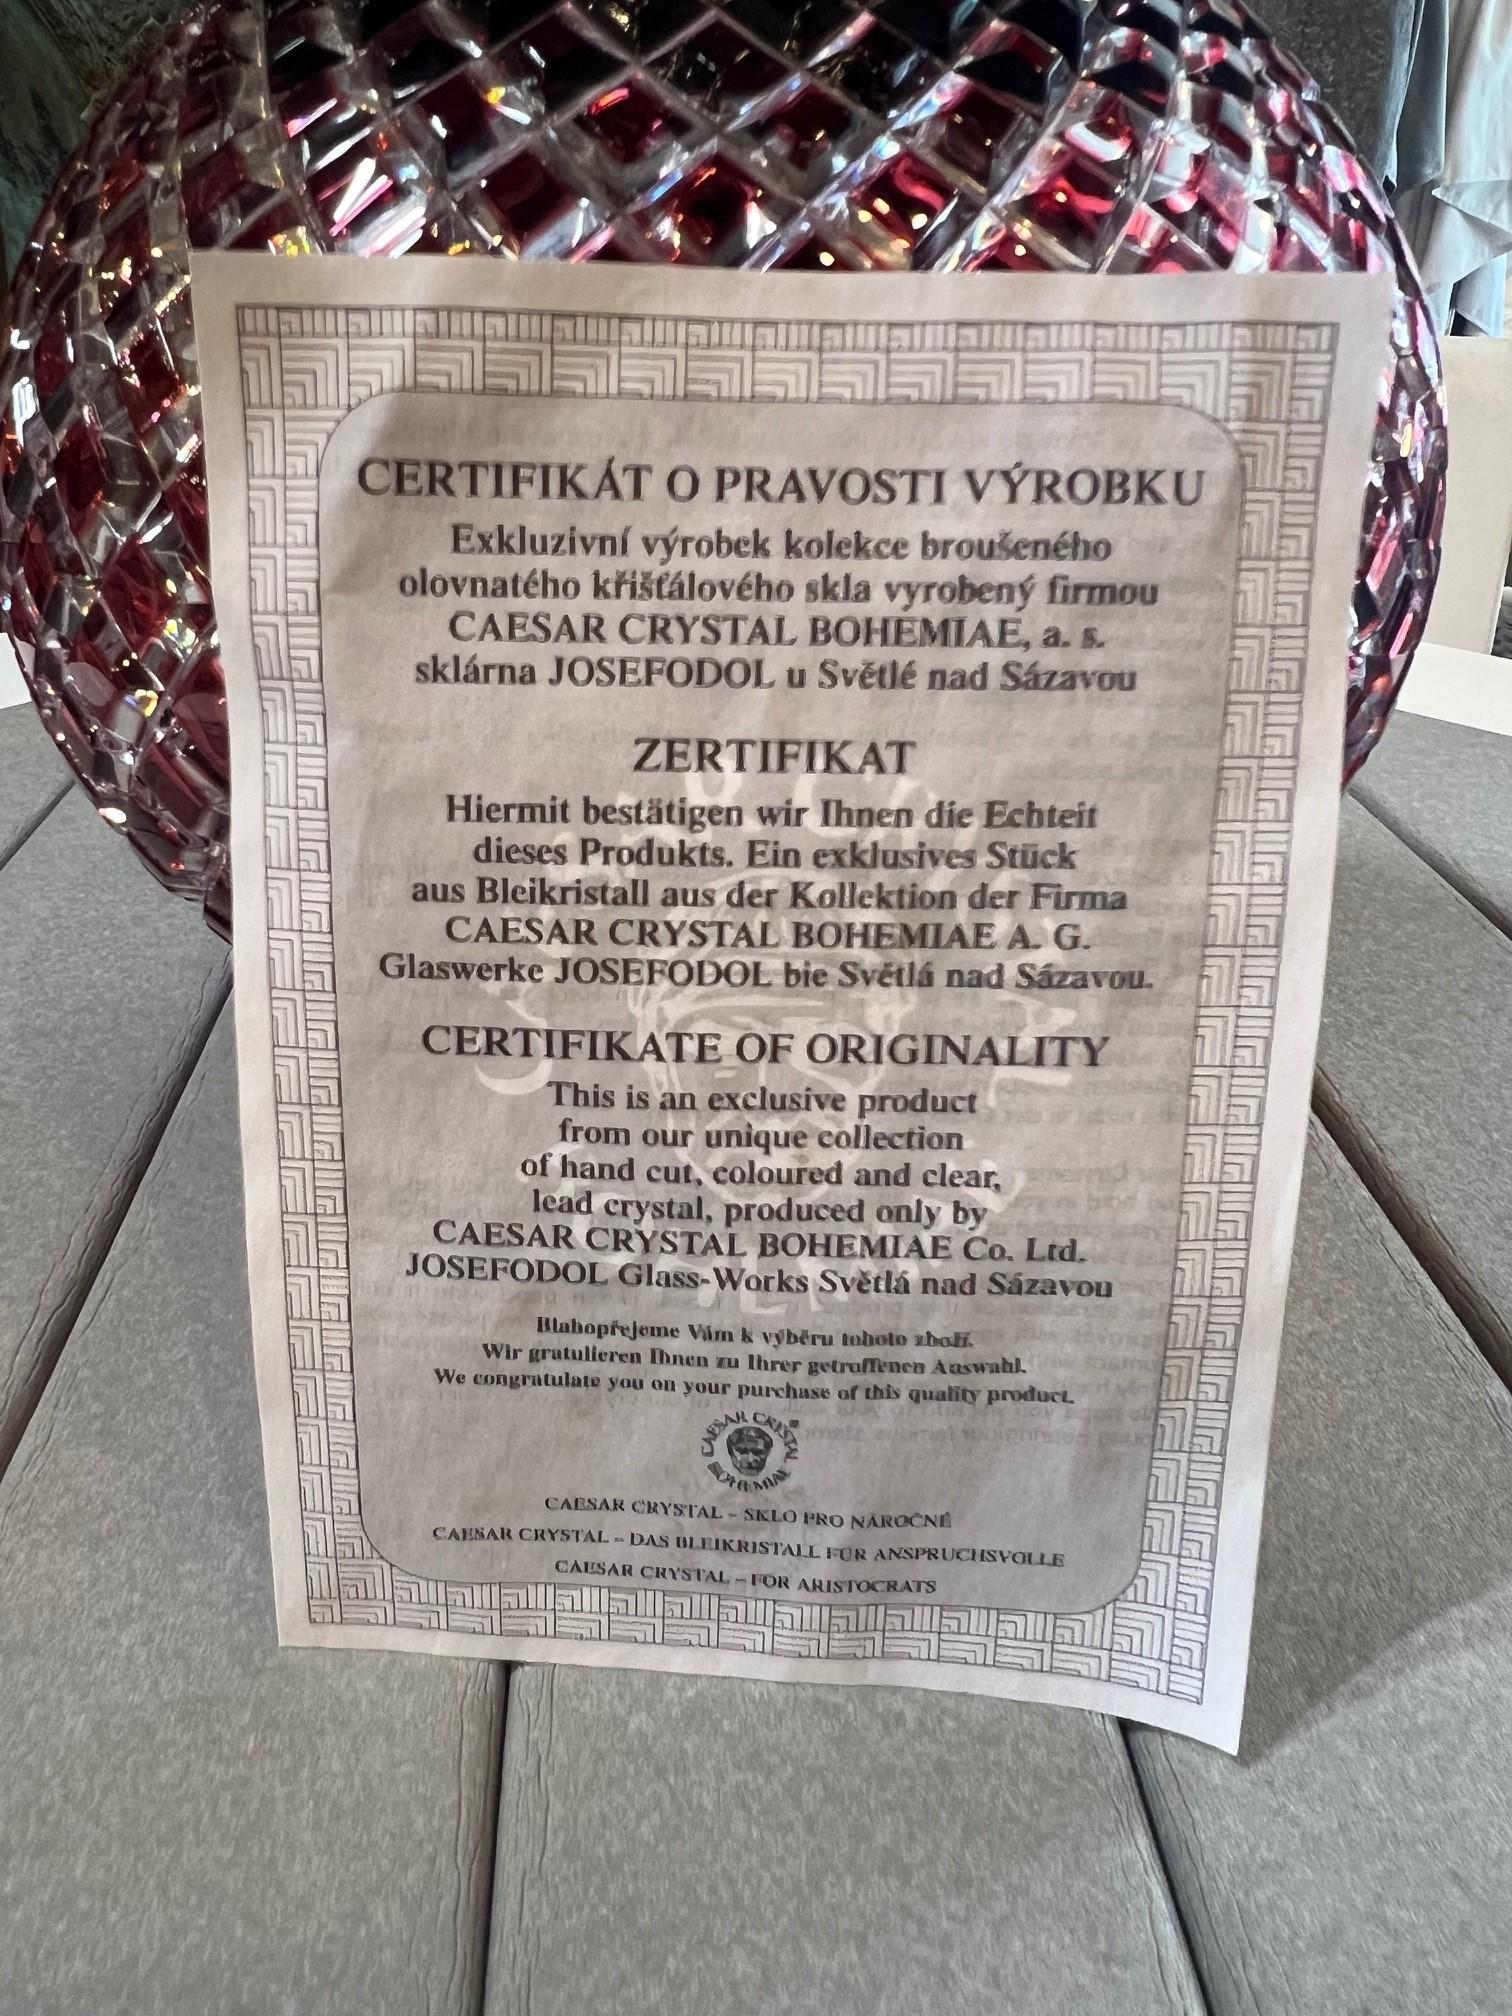 CERTIFIKÁT O PRAVOSTI VÝROBKU
Exkluzivní výrobek kolekce broušeného
olovnatého křišťálového skla vyrobený firmou
CAESAR CRYSTAL BOHEMIAE, a. s.
sklárna JOSEFODOL u Světlé nad Sázavou
ZERTIFIKAT
Hiermit bestätigen wir Ihnen die Echteit
dieses Produkts. Ein exklusives Stück
aus Bleikristall aus der Kollektion der Firma
CAESAR CRYSTAL BOHEMIAE A. G.
Glaswerke JOSEFODOL bie Světlá nad Sázavou.
CERTIFIKATE OF ORIGINALITY
This is an exclusive product
from our unique collection
of hand cut, coloured and clear,
lead crystal, produced only by
CAESAR CRYSTAL BOHEMIAE Co. Ltd.
JOSEFODOL Glass-Works Světlá nad Sázavou
Blahopřejeme Vám k výběru tohoto zboží.
Wir gratulieren Ihnen zu Ihrer getroffenen Auswahl.
We congratulate you on your purchase of this quality product.
CAESAR CRYSTAL ®
BOHEMIAE
CAESAR CRYSTAL – SKLO PRO NÁROČNÉ
CAESAR CRYSTAL – DAS BLEIKRISTALL FÜR ANSPRUCHSVOLLE
CAESAR CRYSTAL – FOR ARISTOCRATS